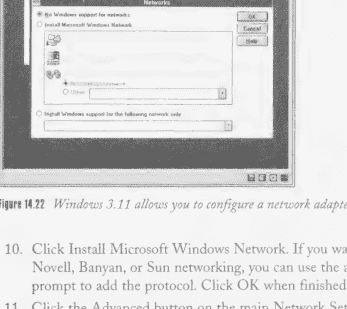 Networks
No Windows support for networks
OK
Install Microsoft Windows Network
Cancel
Help
Other
Install Windows support for the following network only
Figure 14.22 Windows 3.11 allows you to configure a network adapte
10. Click Install Microsoft Windows Network. If you wa
Novell, Banyan, or Sun networking, you can use the a
prompt to add the protocol. Click OK when finished
11. Click the Advanced button on the main Network Set